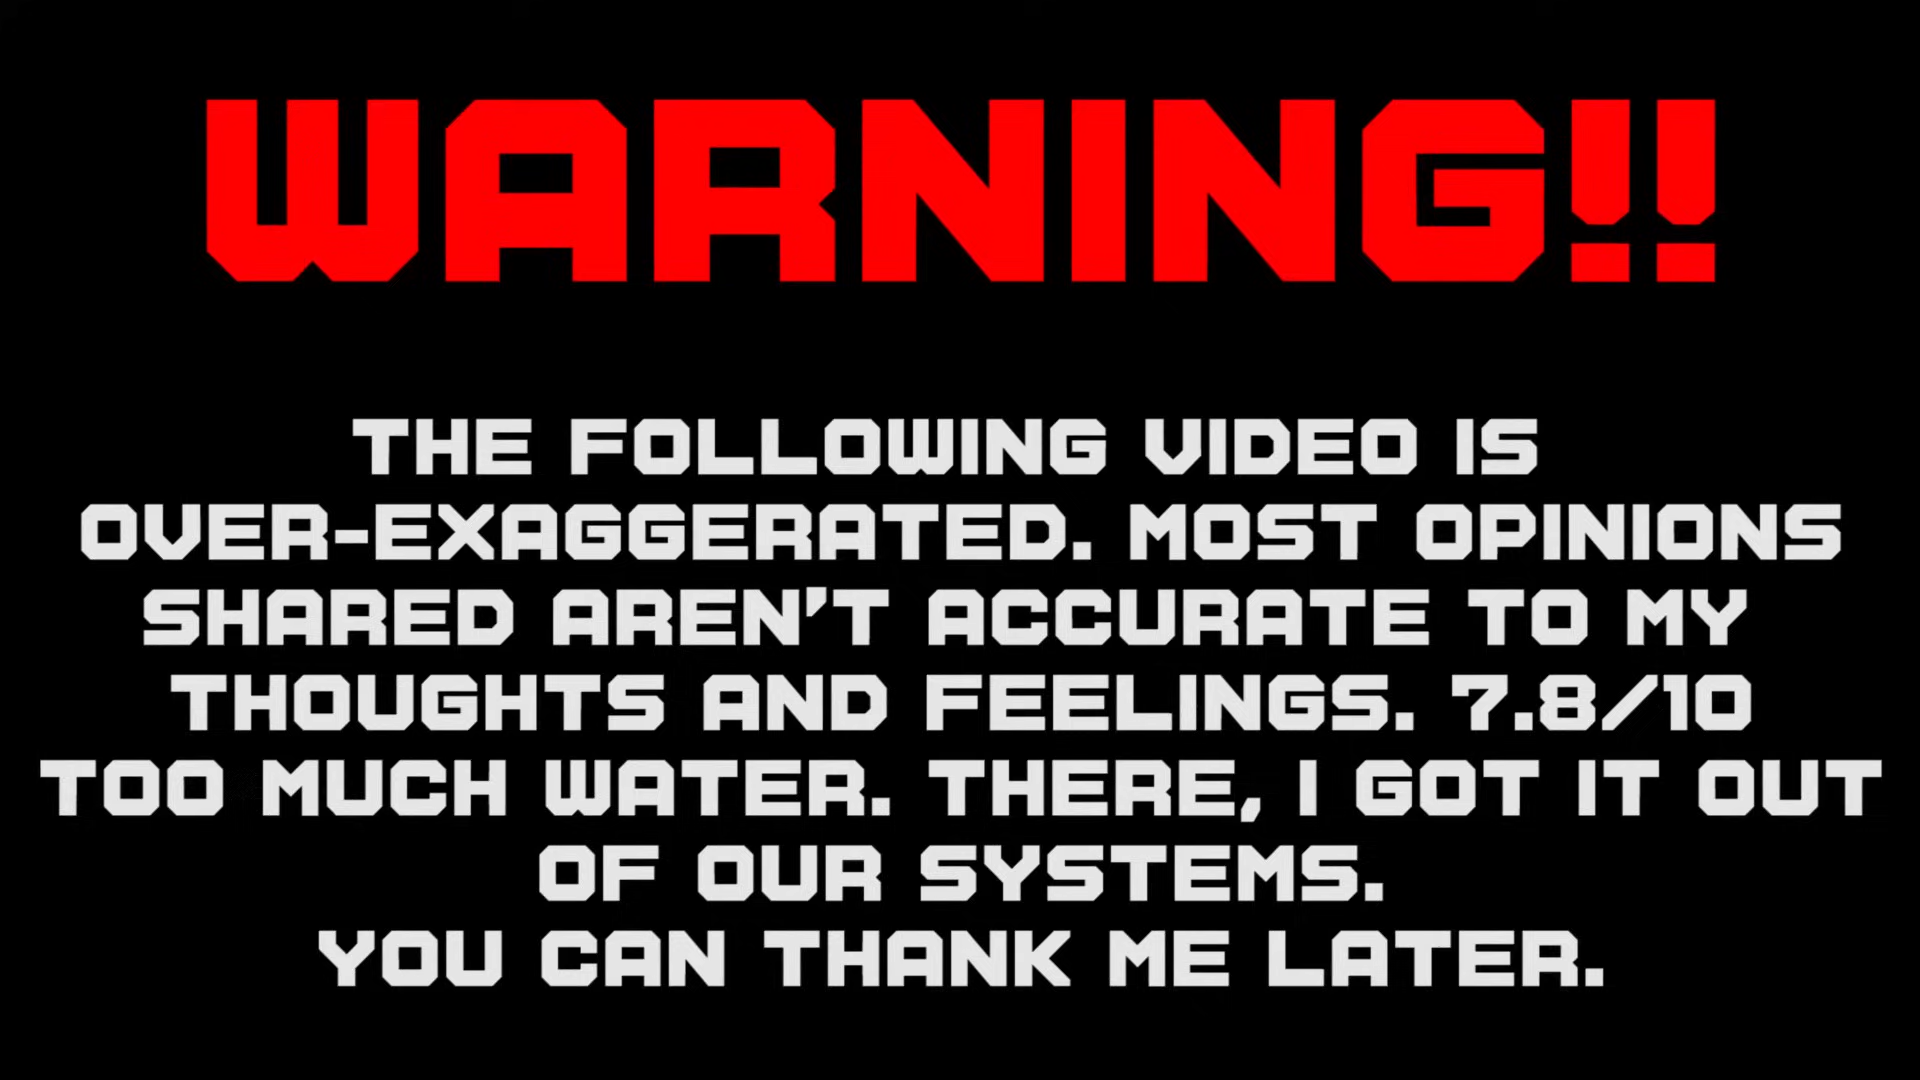 WARNING!!
THE FOLLOWING VIDEO IS
OVER-EXAGGERATED. MOST OPINIONS
SHARED AREN'T ACCURATE TO MY
THOUGHTS AND FEELINGS. 7.8/10
TOO MUCH WATER. THERE, I GOT IT OUT
OF OUR SYSTEMS.
YOU CAN THANK ME LATER.